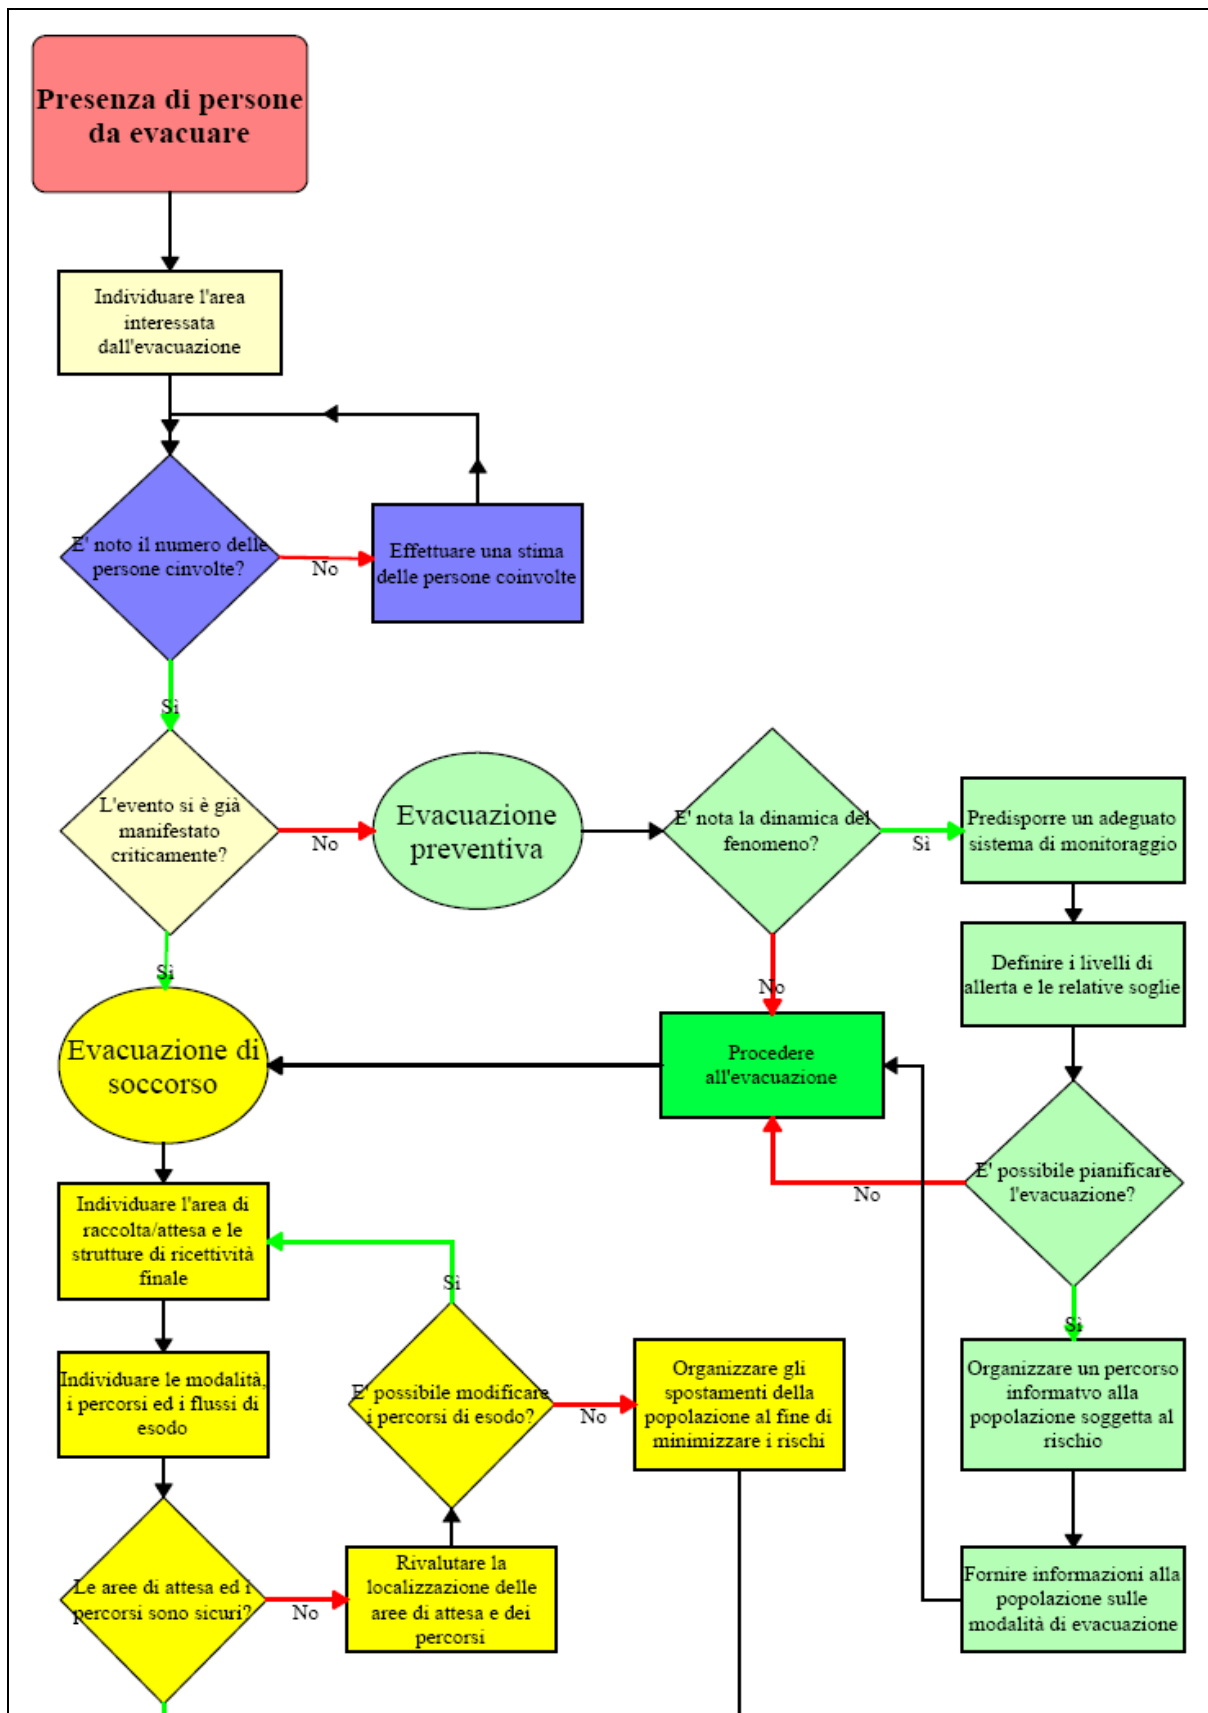 Presenza di persone
da evacuare
Individuare l'area
interessata
dall'evacuazione
E' noto il numero delle
persone cinvolte?
No
Effettuare una stima
delle persone coinvolte
Sì
L'evento si è già
manifestato
criticamente?
No
Evacuazione
preventiva
E' nota la dinamica del
fenomeno?
Sì
Predisporre un adeguato
sistema di monitoraggio
Definire i livelli di
allerta e le relative soglie
Sì
No
Evacuazione di
soccorso
Procedere
all'evacuazione
E' possibile pianificare
l'evacuazione?
No
Individuare l'area di
raccolta/attesa e le
strutture di ricettività
finale
Sì
Sì
Individuare le modalità,
i percorsi ed i flussi di
esodo
E' possibile modificare
i percorsi di esodo?
No
Organizzare gli
spostamenti della
popolazione al fine di
minimizzare i rischi
Organizzare un percorso
informatvo alla
popolazione soggetta al
rischio
Le aree di attesa ed i
percorsi sono sicuri?
No
Rivalutare la
localizzazione delle
aree di attesa e dei
percorsi
Fornire informazioni alla
popolazione sulle
modalità di evacuazione